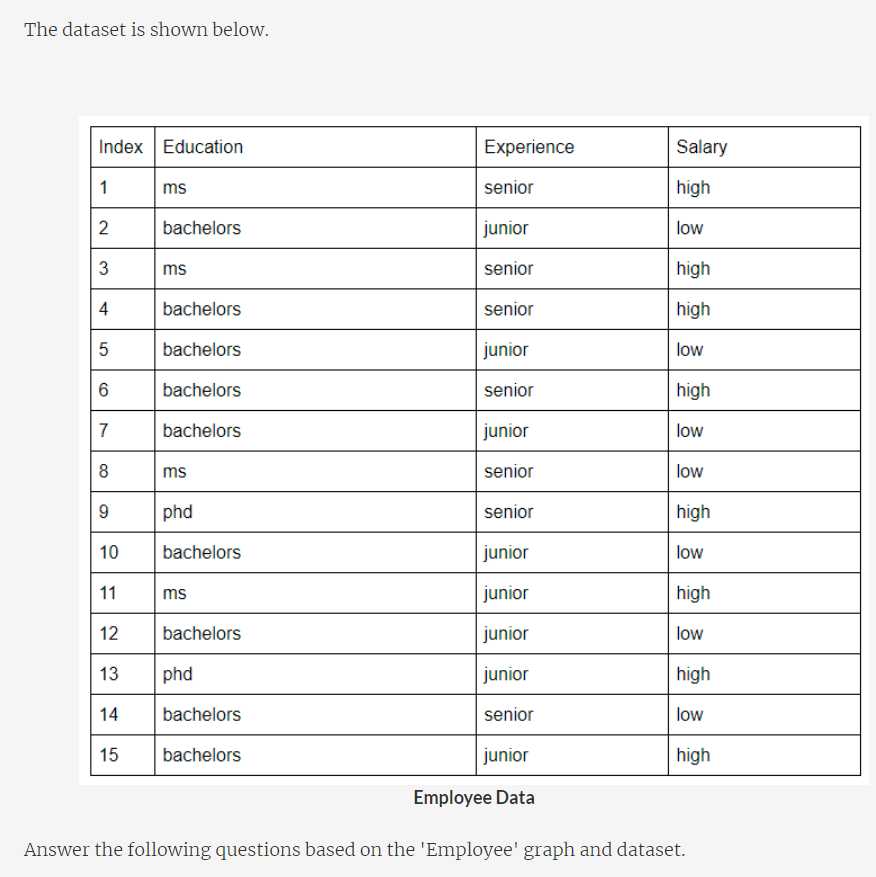 The dataset is shown below.
Index Education Experience Salary
1 ms senior high
2 bachelors junior low
3 ms senior high
4 bachelors senior high
5 bachelors junior low
6 bachelors senior high
7 bachelors junior low
8 ms senior low
9 phd senior high
10 bachelors junior low
11 ms junior high
12 bachelors junior low
13 phd junior high
14 bachelors senior low
15 bachelors junior high
Employee Data
Answer the following questions based on the 'Employee' graph and dataset.